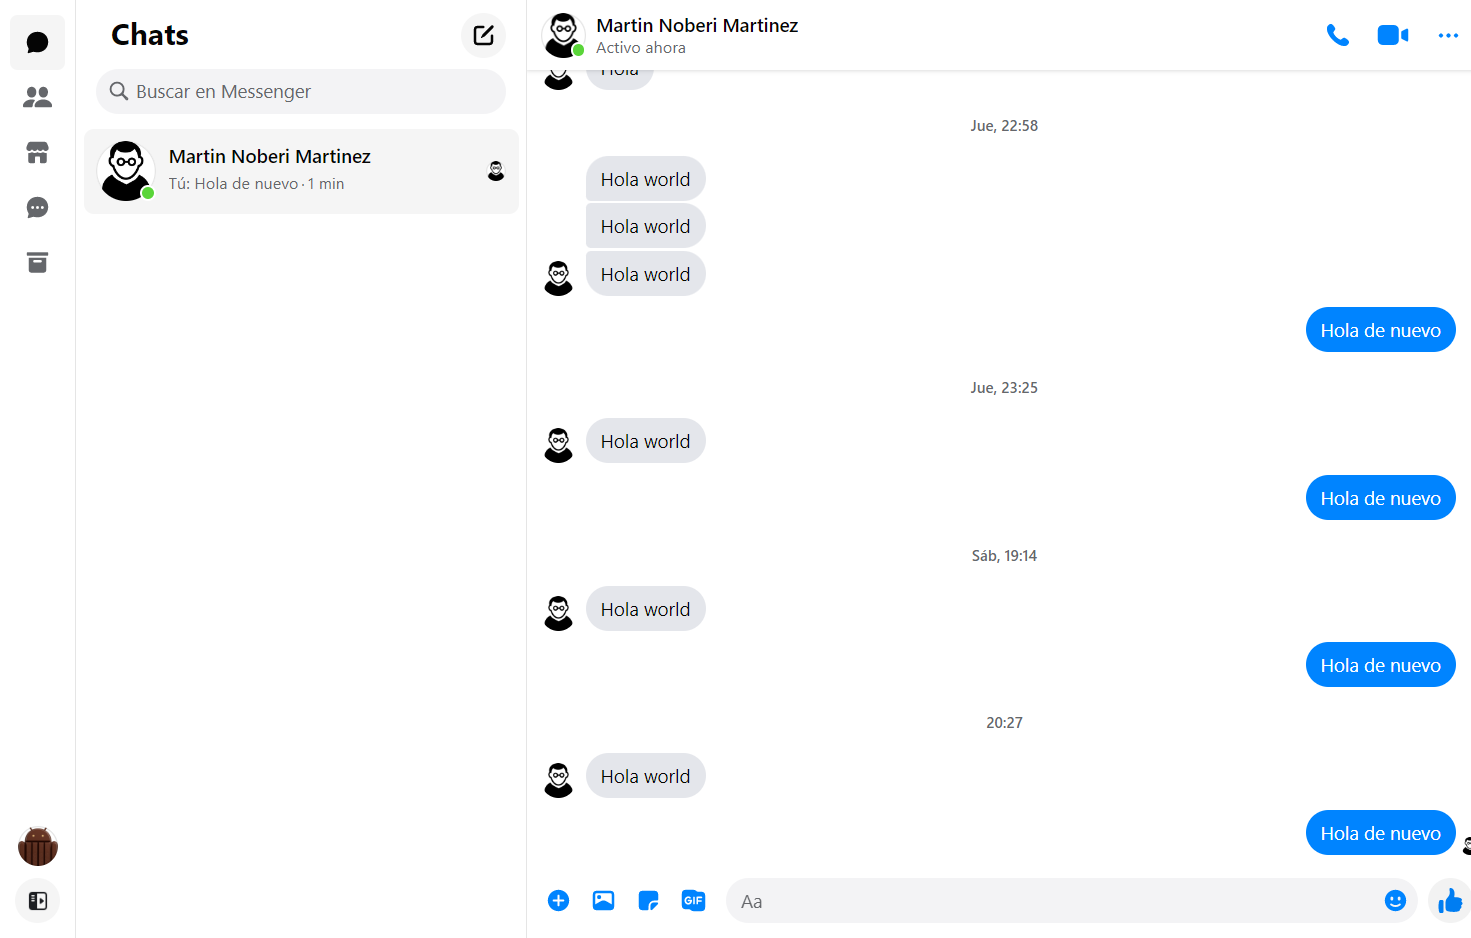 Chats
Buscar en Messenger
Martin Noberi Martinez
Tú: Hola de nuevo · 1 min
Martin Noberi Martinez
Activo ahora
Hola
Jue, 22:58
Hola world
Hola world
Hola world
Hola de nuevo
Jue, 23:25
Hola world
Hola de nuevo
Sáb, 19:14
Hola world
Hola de nuevo
20:27
Hola world
Hola de nuevo
GIF
Aa